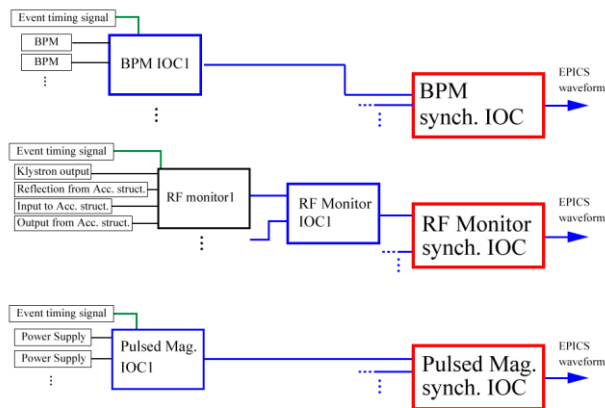 Event timing signal
BPM
BPM
BPM IOC1
BPM
synch. IOC
EPICS
waveform
Event timing signal
Klystron output
Reflection from Acc. struct.
Input to Acc. struct.
Output from Acc. struct.
RF monitor1
RF Monitor
IOC1
RF Monitor
synch. IOC
EPICS
waveform
Event timing signal
Power Supply
Power Supply
Pulsed Mag.
IOC1
Pulsed Mag.
synch. IOC
EPICS
waveform